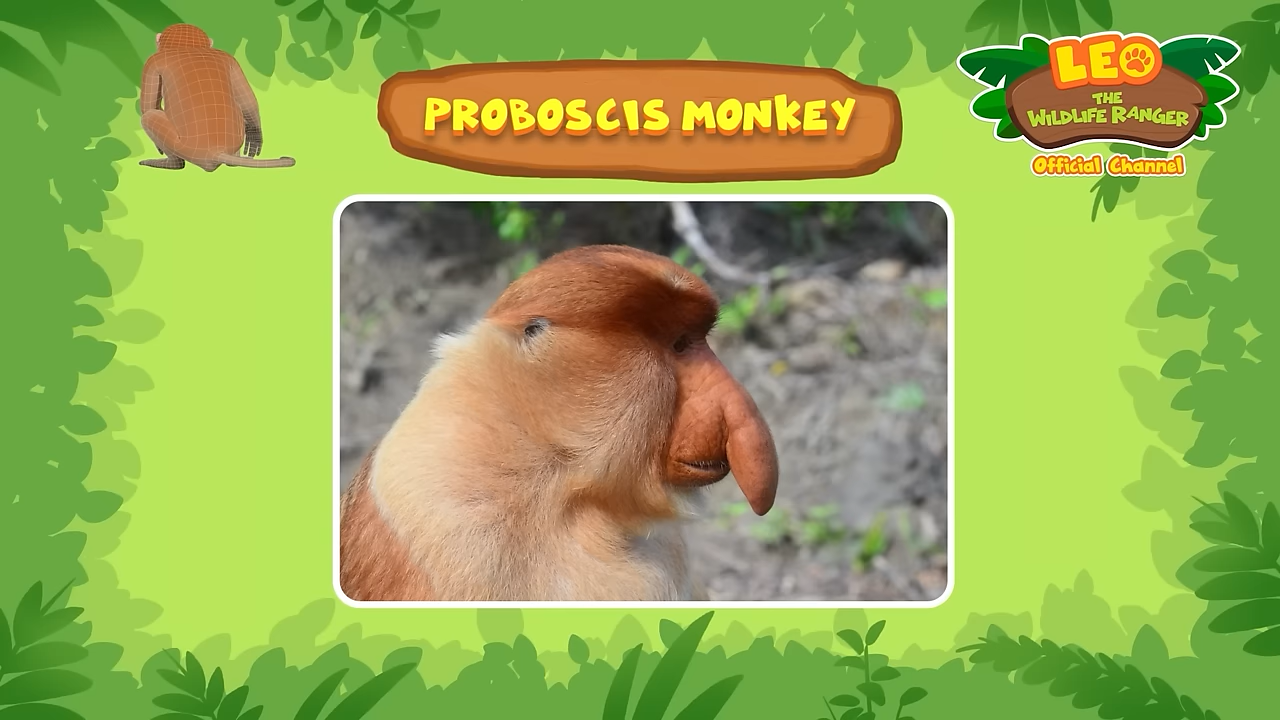 PROBOSCIS MONKEY
LEO
THE
WILDLIFE RANGER
Official Channel